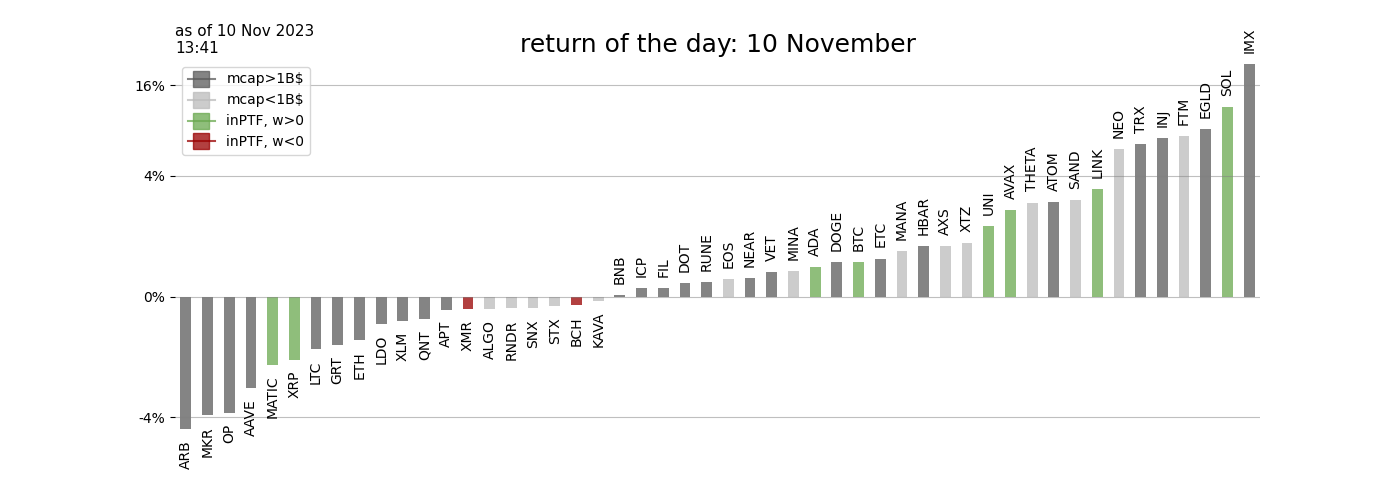 as of 10 Nov 2023
13:41
return of the day: 10 November
mcap>1B$
mcap<1B$
inPTF, w>0
inPTF, w<0
16%
4%
0%
-4%
ARB
MKR
OP
AAVE
MATIC
XRP
LTC
GRT
ETH
LDO
XLM
QNT
APT
XMR
ALGO
RNDR
SNX
STX
BCH
KAVA
BNB
ICP
FIL
DOT
RUNE
EOS
NEAR
VET
MINA
ADA
DOGE
BTC
ETC
MANA
HBAR
AXS
XTZ
UNI
AVAX
THETA
ATOM
SAND
LINK
NEO
TRX
INJ
FTM
EGLD
SOL
IMX